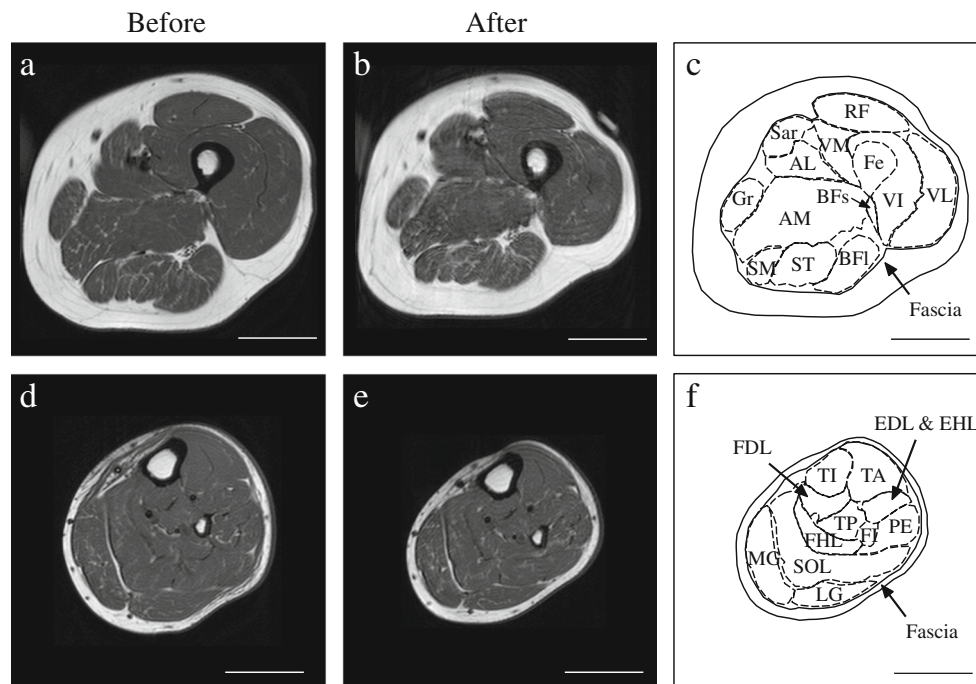 Before
After
a
b
c
RF
Sar
VM
AL
Fe
Gr
BFs
VI
VL
AM
SM
ST
BFl
Fascia
d
e
f
EDL & EHL
FDL
TI
TA
TP
FI
PE
FHL
MG
SOL
LG
Fascia